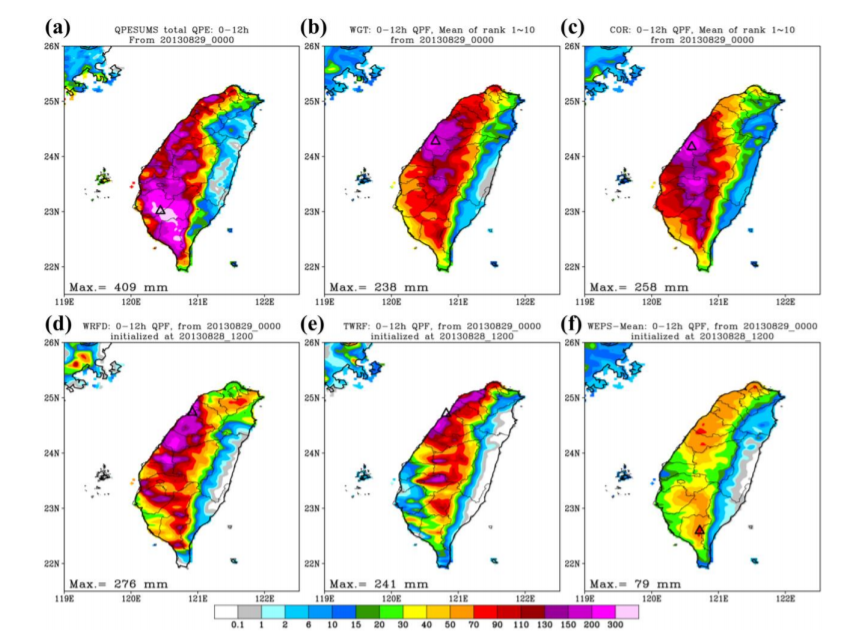 (a) QPESUMS total QPE: 0-12h
From 20130829_0000
(b) WGT: 0-12h QPF, Mean of rank 1~10
from 20130829_0000
(c) COR: 0-12h QPF, Mean of rank 1~10
from 20130829_0000
26N
25N
24N
23N
22N
Max.= 409 mm
119E 120E 121E 122E
26N
25N
24N
23N
22N
Max.= 238 mm
119E 120E 121E 122E
26N
25N
24N
23N
22N
Max.= 258 mm
119E 120E 121E 122E
(d) WRFD: 0-12h QPF, from 20130829_0000
initialized at 20130828_1200
(e) TWRF: 0-12h QPF, from 20130829_0000
initialized at 20130828_1200
(f) WEPS-Mean: 0-12h QPF, from 20130829_0000
initialized at 20130828_1200
26N
25N
24N
23N
22N
Max.= 276 mm
119E 120E 121E 122E
26N
25N
24N
23N
22N
Max.= 241 mm
119E 120E 121E 122E
26N
25N
24N
23N
22N
Max.= 79 mm
119E 120E 121E 122E
0.1 1 2 6 10 15 20 30 40 50 70 90 110 130 150 200 300